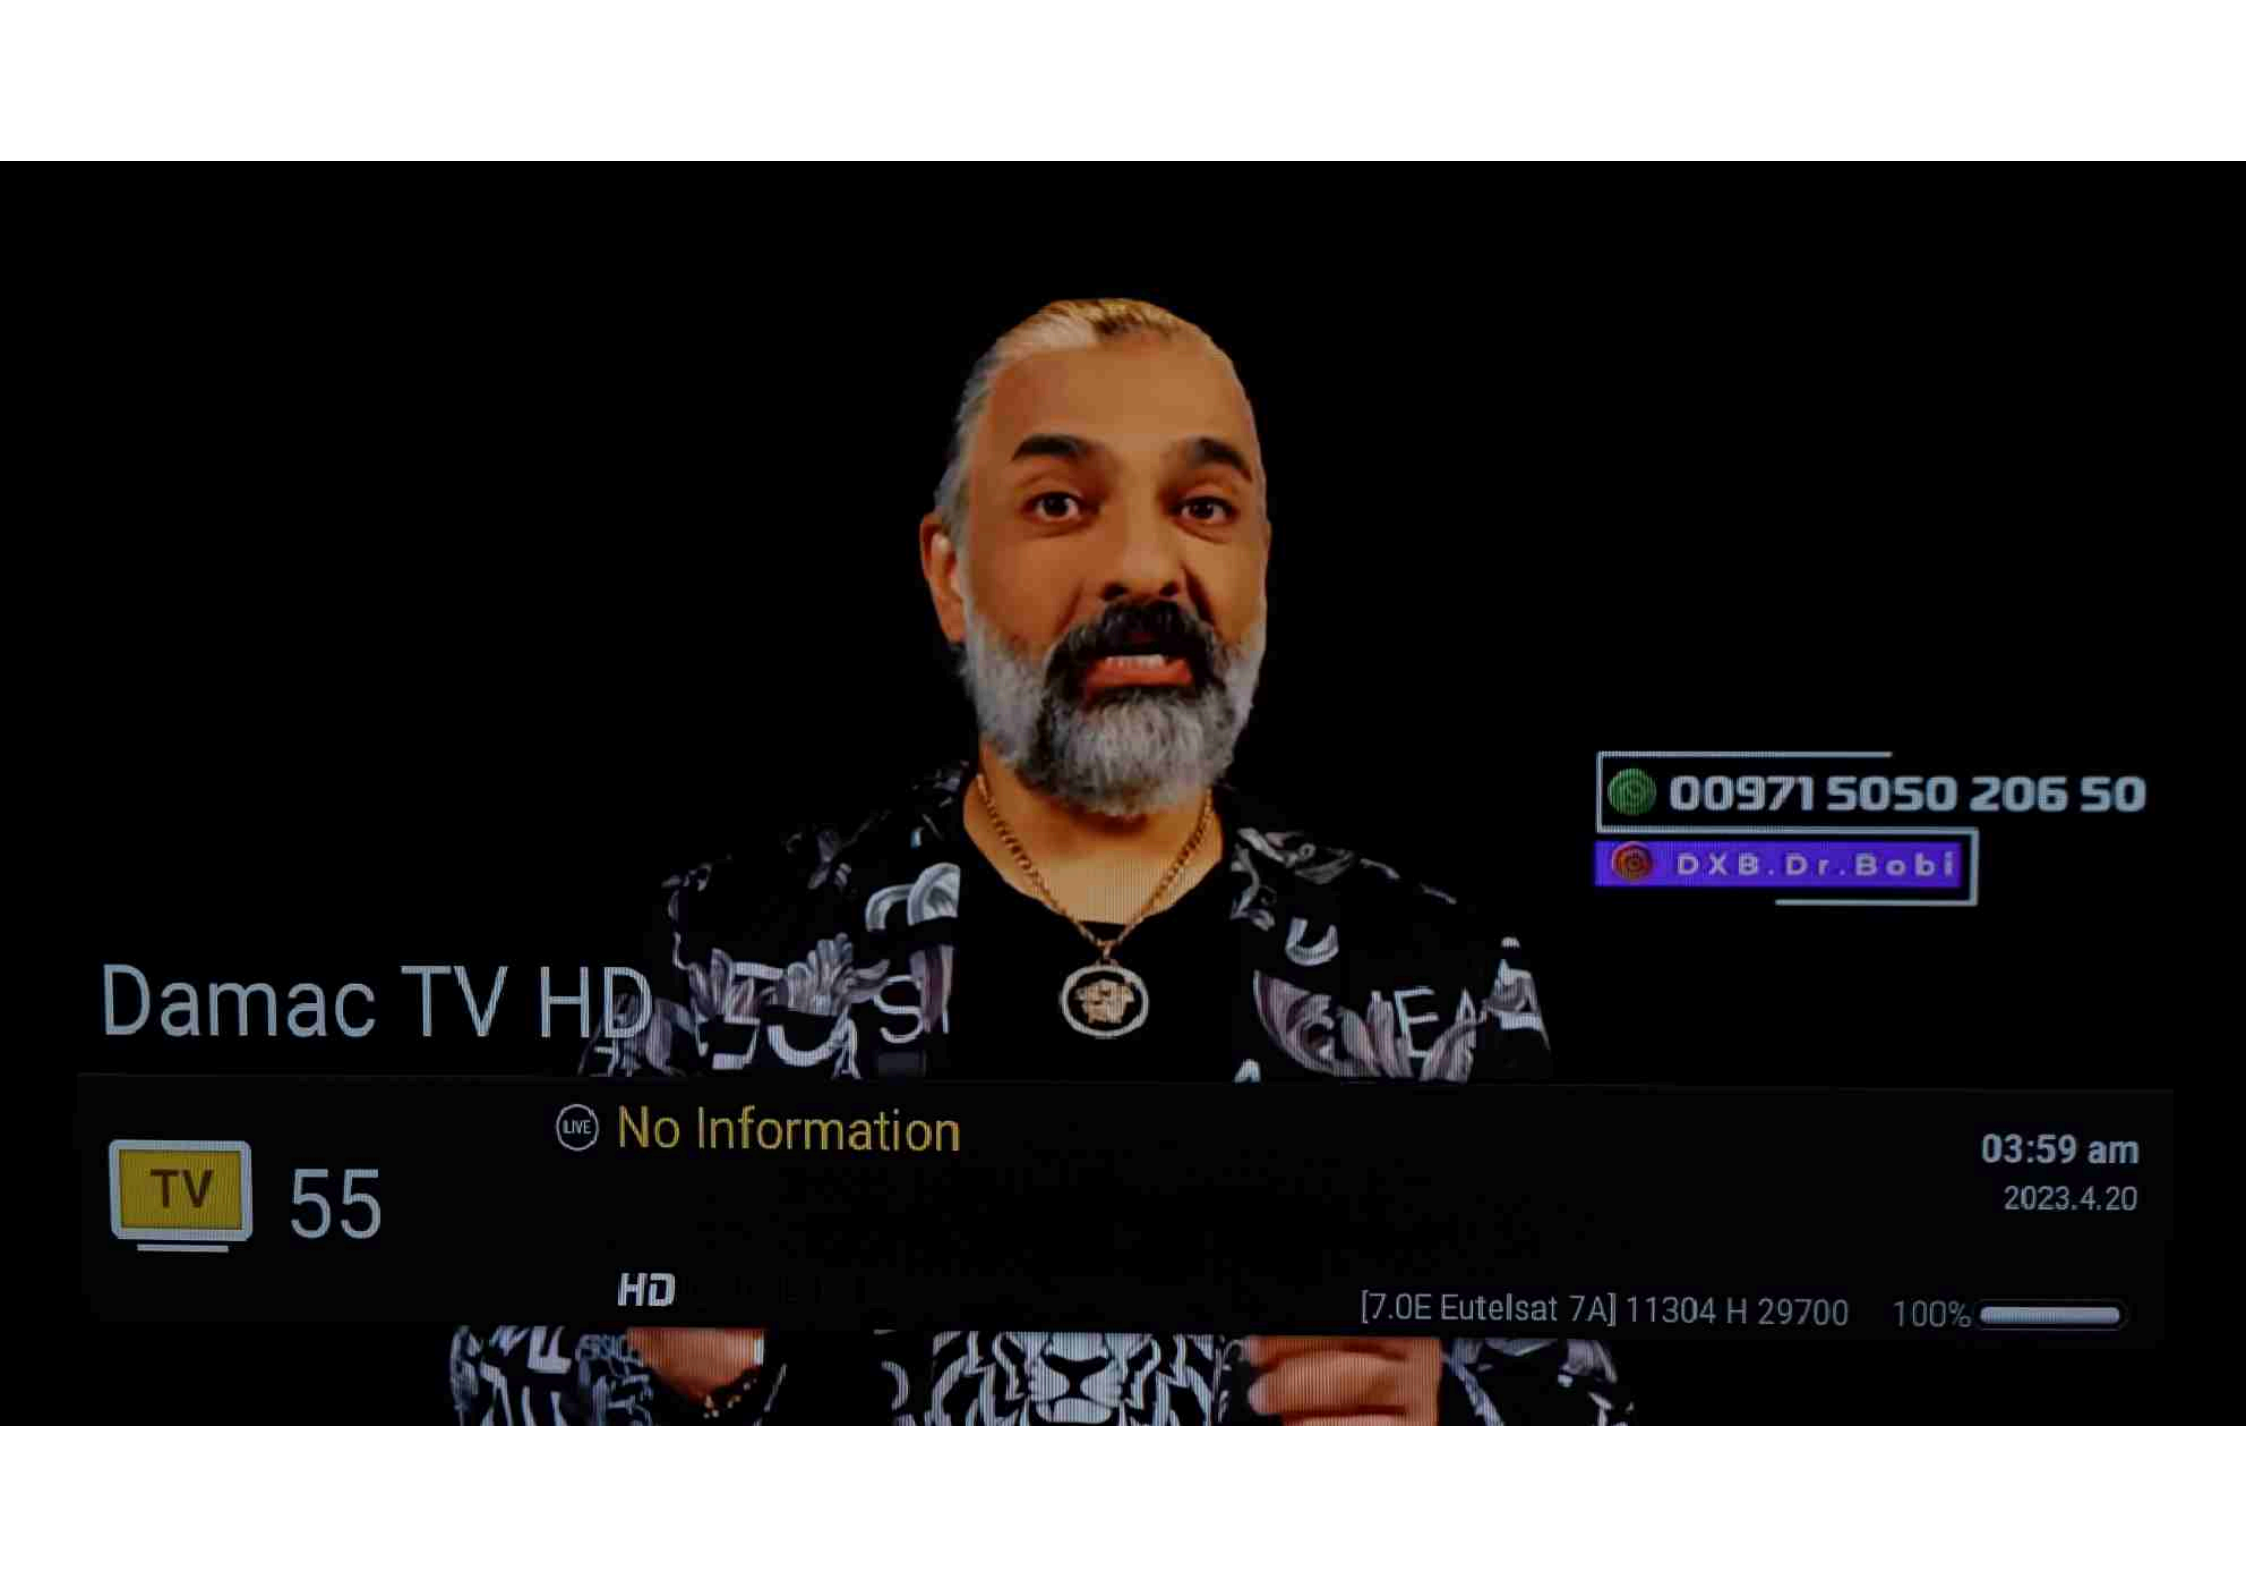 00971 5050 206 50
DXB.Dr.Bobi
Damac TV HD
LIVE No Information
TV 55
03:59 am
2023.4.20
HD
[7.0E Eutelsat 7A] 11304 H 29700 100%